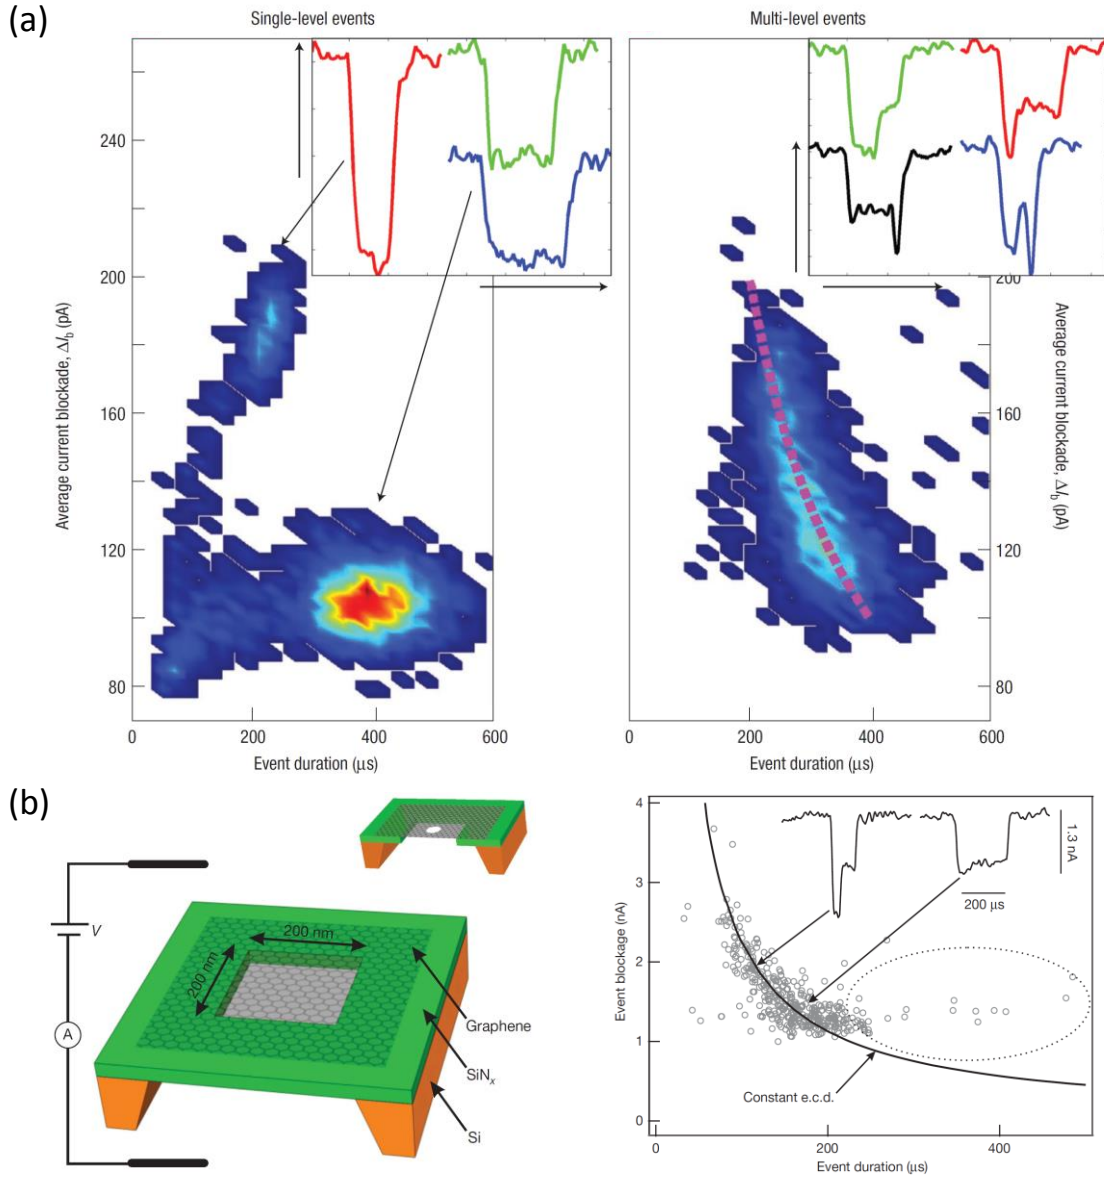 (a)
Single-level events
Multi-level events
240
200
160
120
80
Average current blockade, ΔI_b (pA)
0
200
400
600
Event duration (µs)
200
160
120
80
Average current blockade, ΔI_b (pA)
0
200
400
600
Event duration (µs)
(b)
V
A
200 nm
200 nm
Graphene
SiN_x
Si
4
3
2
1
0
Event blockage (nA)
1.3 nA
200 µs
Constant e.c.d.
0
200
400
Event duration (µs)